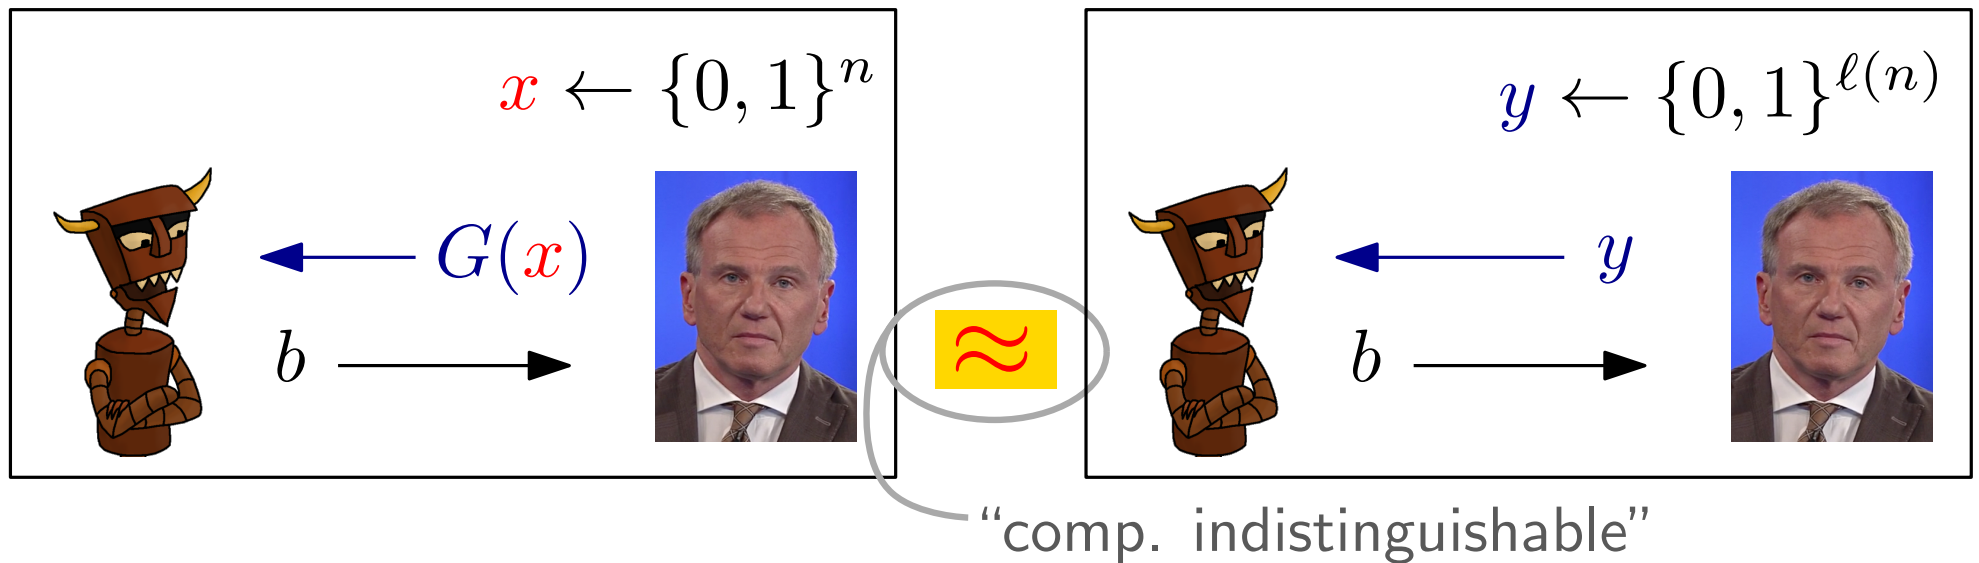 x ← {0, 1}ⁿ
G(x)
b
≈
y ← {0, 1}^{ℓ(n)}
y
b
“comp. indistinguishable”